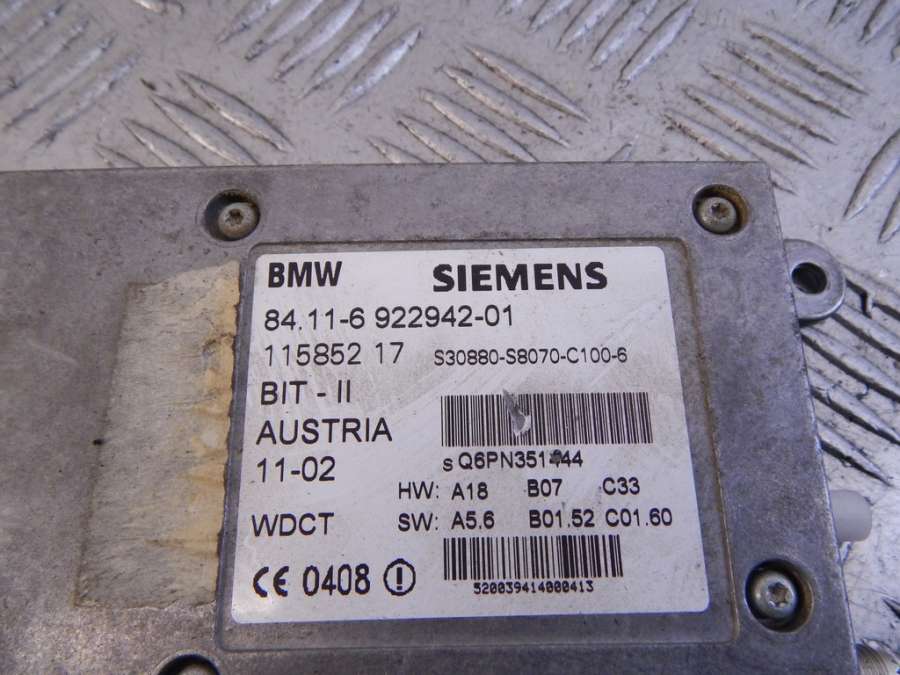 BMW SIEMENS
84.11-6 922942-01
115852 17 S30880-S8070-C100-6
BIT - II
AUSTRIA
11-02
HW: A18 B07 C33
WDCT SW: A5.6 B01.52 C01.60
CE 0408
520039414000413